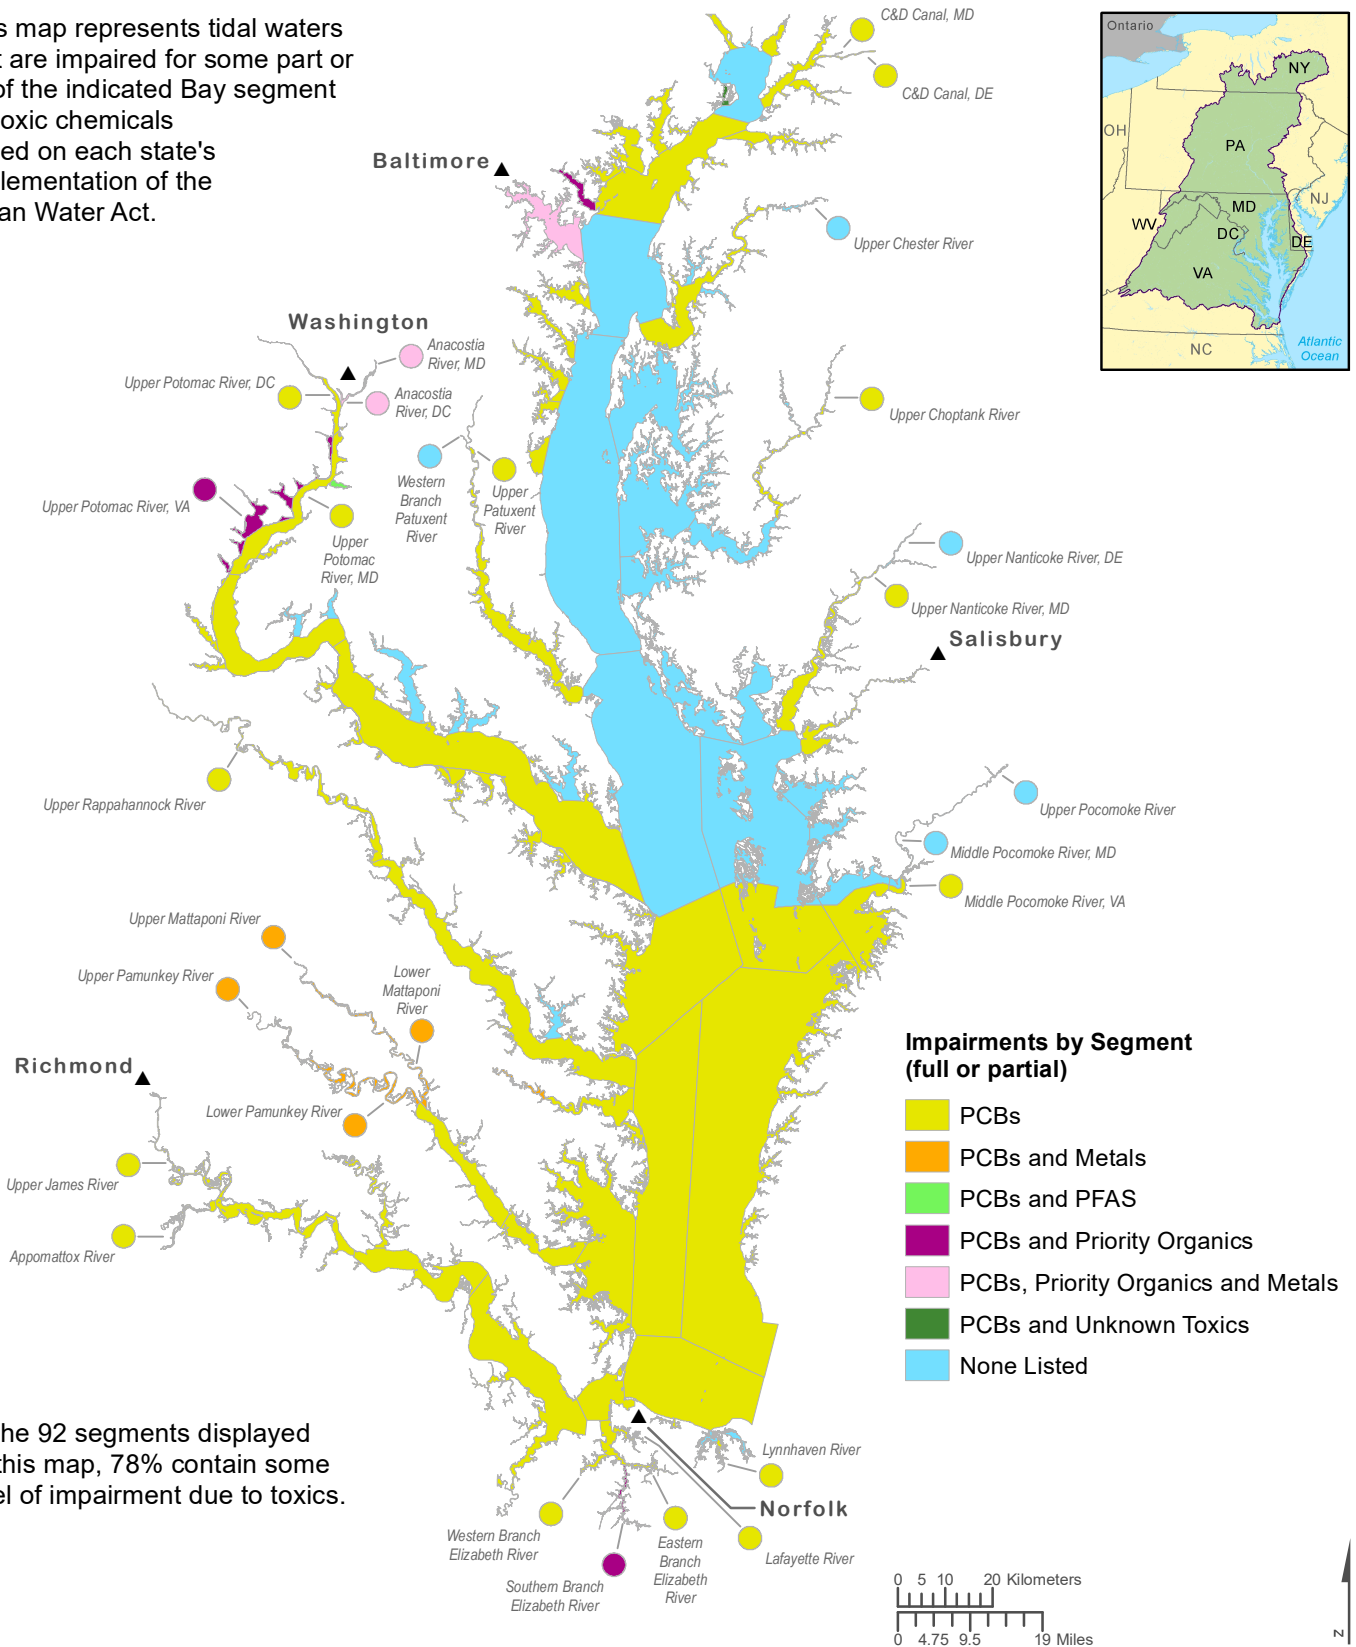 s map represents tidal waters
t are impaired for some part or
of the indicated Bay segment
oxic chemicals
ed on each state's
plementation of the
an Water Act.
C&D Canal, MD
C&D Canal, DE
Baltimore
Upper Chester River
Washington
Anacostia
River, MD
Upper Potomac River, DC
Anacostia
River, DC
Upper Choptank River
Western
Branch
Patuxent
River
Upper
Patuxent
River
Upper Potomac River, VA
Upper
Potomac
River, MD
Upper Nanticoke River, DE
Upper Nanticoke River, MD
Salisbury
Upper Rappahannock River
Upper Pocomoke River
Middle Pocomoke River, MD
Middle Pocomoke River, VA
Upper Mattaponi River
Upper Pamunkey River
Lower
Mattaponi
River
Richmond
Lower Pamunkey River
Upper James River
Appomattox River
Lynnhaven River
Norfolk
Western Branch
Elizabeth River
Southern Branch
Elizabeth River
Eastern
Branch
Elizabeth
River
Lafayette River
Ontario
NY
OH
PA
NJ
WV
MD
DC
DE
VA
NC
Atlantic
Ocean
Impairments by Segment
(full or partial)
PCBs
PCBs and Metals
PCBs and PFAS
PCBs and Priority Organics
PCBs, Priority Organics and Metals
PCBs and Unknown Toxics
None Listed
he 92 segments displayed
this map, 78% contain some
el of impairment due to toxics.
0 5 10 20 Kilometers
0 4.75 9.5 19 Miles
N